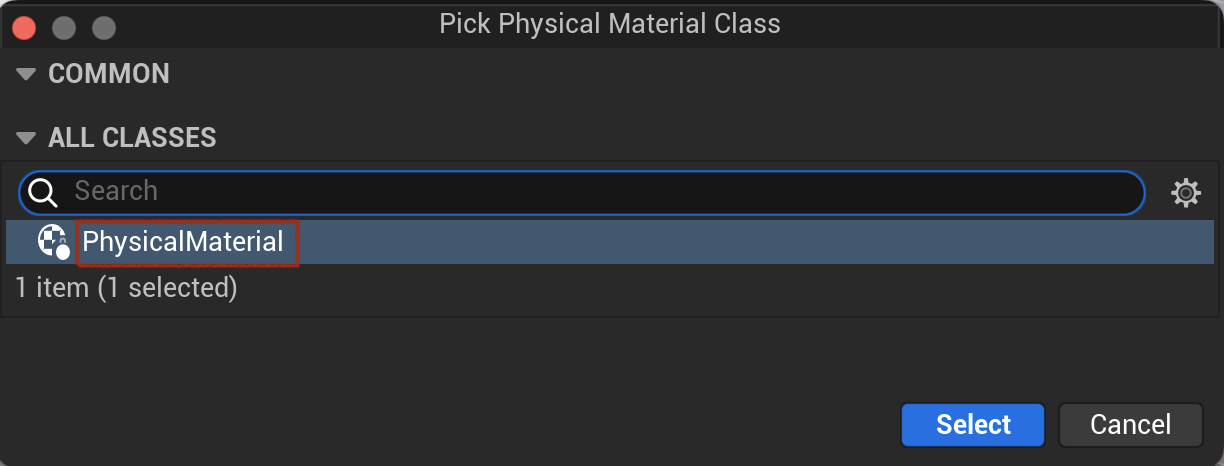 Pick Physical Material Class
COMMON
ALL CLASSES
Search
PhysicalMaterial
1 item (1 selected)
Select
Cancel